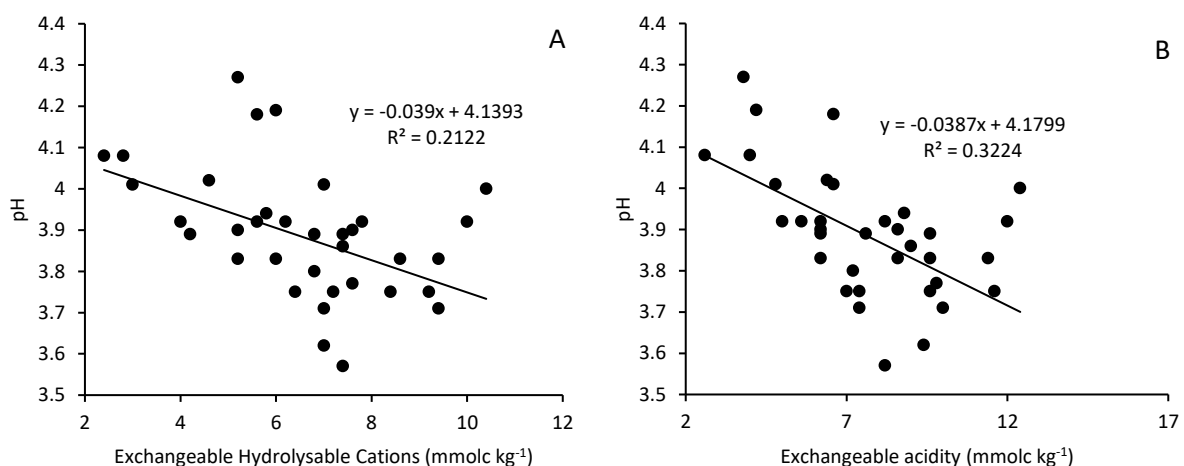 A
y = -0.039x + 4.1393
R² = 0.2122
pH
4.4
4.3
4.2
4.1
4
3.9
3.8
3.7
3.6
3.5
2 4 6 8 10 12
Exchangeable Hydrolysable Cations (mmolc kg⁻¹)
B
y = -0.0387x + 4.1799
R² = 0.3224
pH
4.4
4.3
4.2
4.1
4
3.9
3.8
3.7
3.6
3.5
2 7 12 17
Exchangeable acidity (mmolc kg⁻¹)